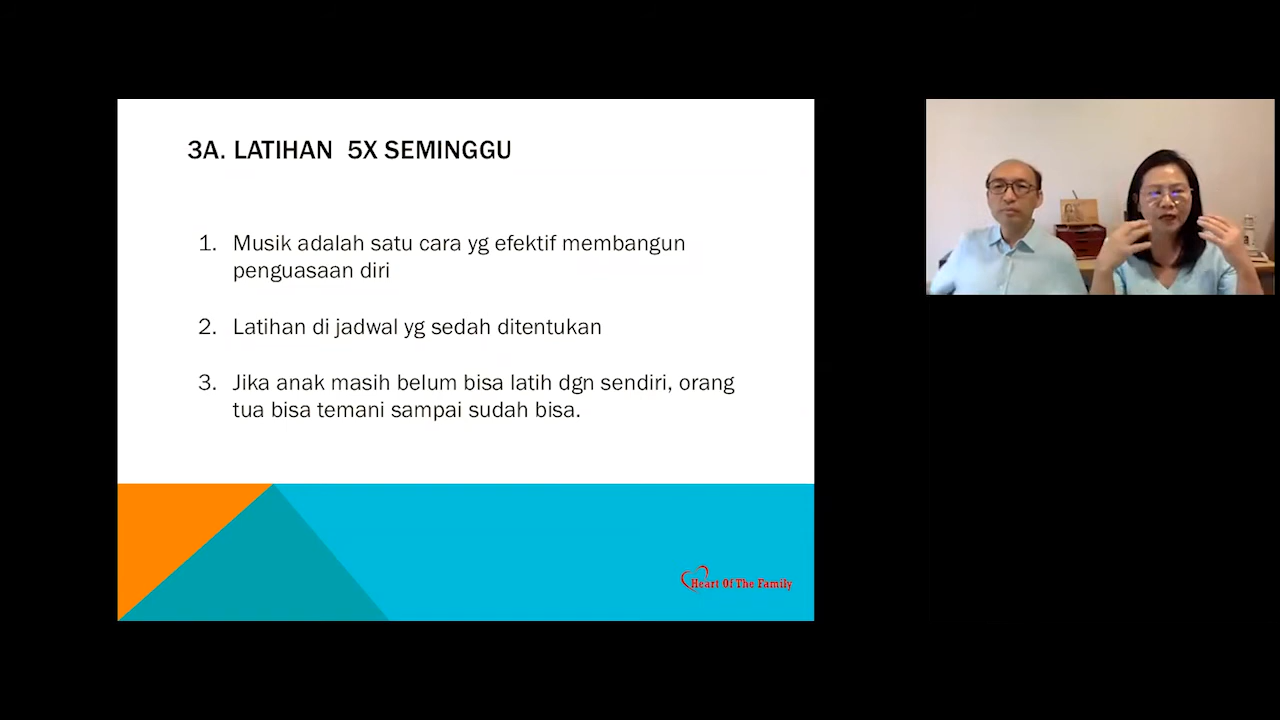 3A. LATIHAN 5X SEMINGGU
1. Musik adalah satu cara yg efektif membangun
penguasaan diri
2. Latihan di jadwal yg sedah ditentukan
3. Jika anak masih belum bisa latih dgn sendiri, orang
tua bisa temani sampai sudah bisa.
Heart Of The Family